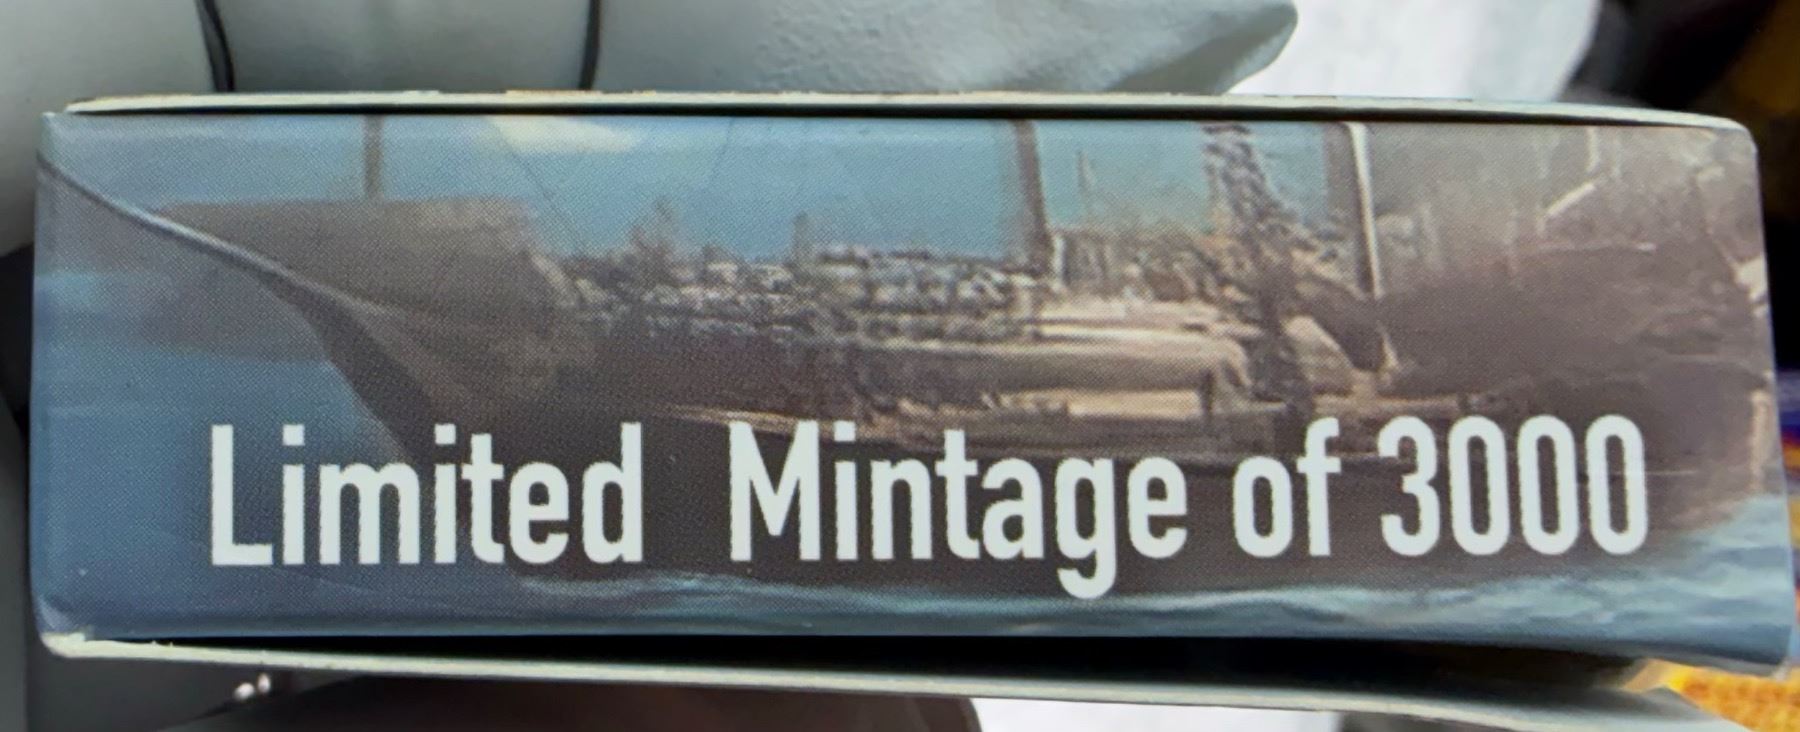 Limited Mintage of 3000